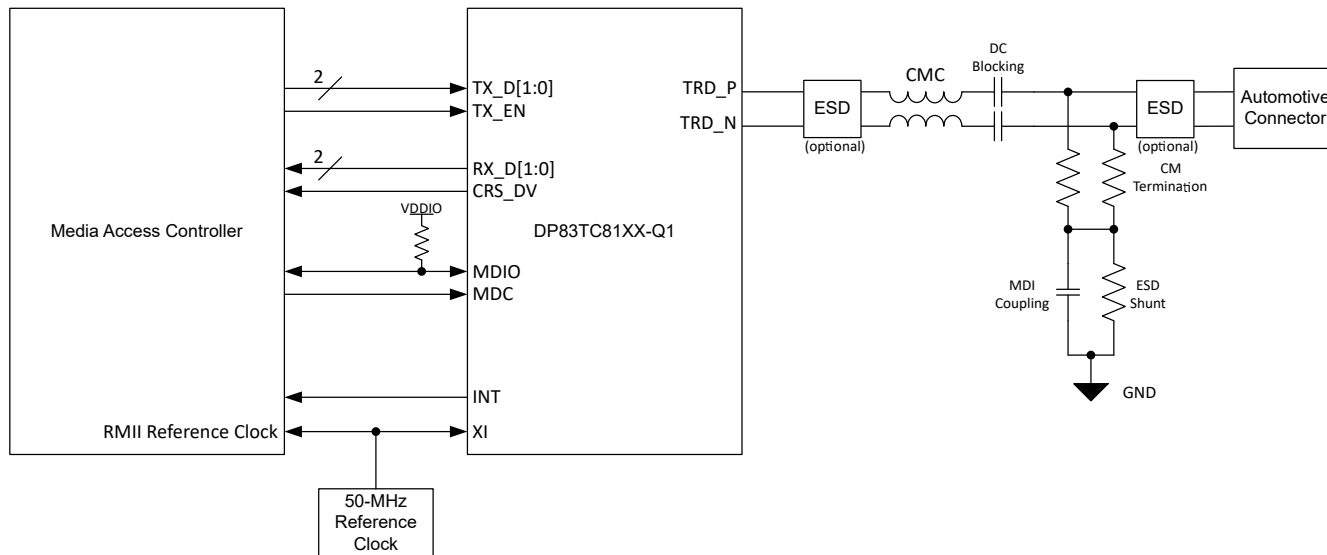 Media Access Controller
RMII Reference Clock
2
2
VDDIO
50-MHz
Reference
Clock
TX_D[1:0]
TX_EN
RX_D[1:0]
CRS_DV
MDIO
MDC
INT
XI
DP83TC81XX-Q1
TRD_P
TRD_N
ESD
(optional)
CMC
DC
Blocking
ESD
(optional)
Automotive
Connector
CM
Termination
MDI
Coupling
ESD
Shunt
GND